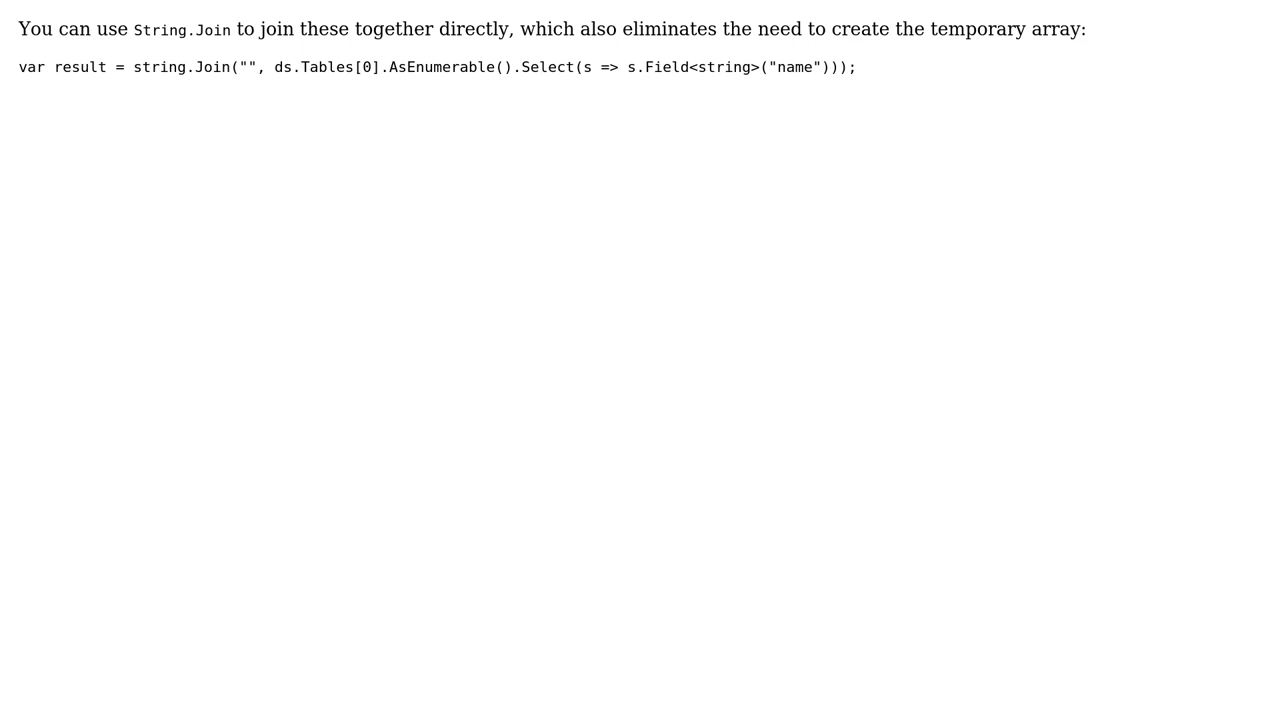 You can use String.Join to join these together directly, which also eliminates the need to create the temporary array:
var result = string.Join("", ds.Tables[0].AsEnumerable().Select(s => s.Field<string>("name")));